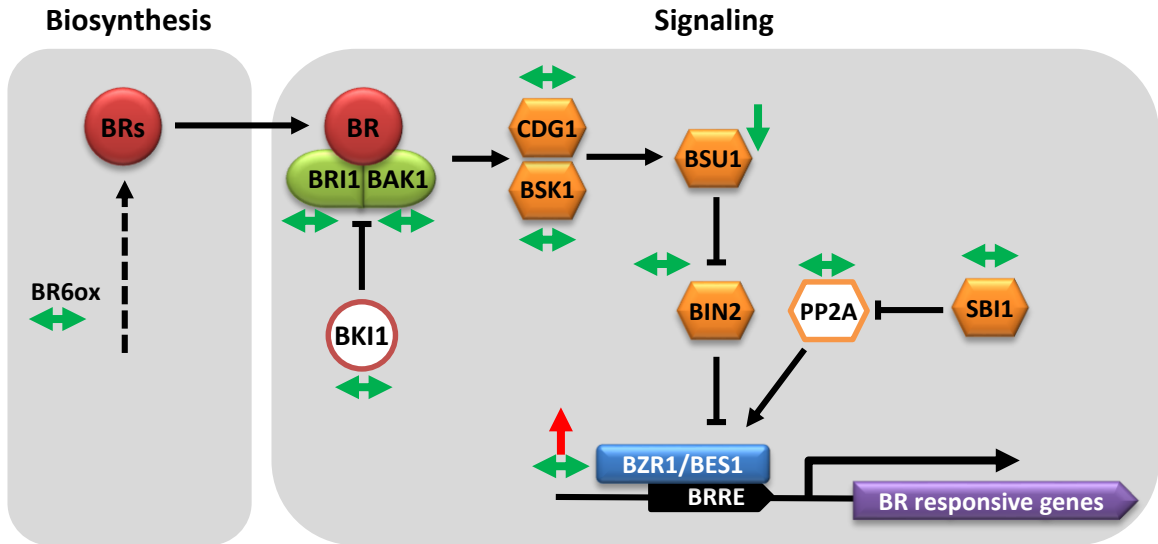 Biosynthesis
Signaling
BRs
BR6ox
BR
BRI1
BAK1
BKI1
CDG1
BSK1
BSU1
BIN2
PP2A
SBI1
BZR1/BES1
BRRE
BR responsive genes